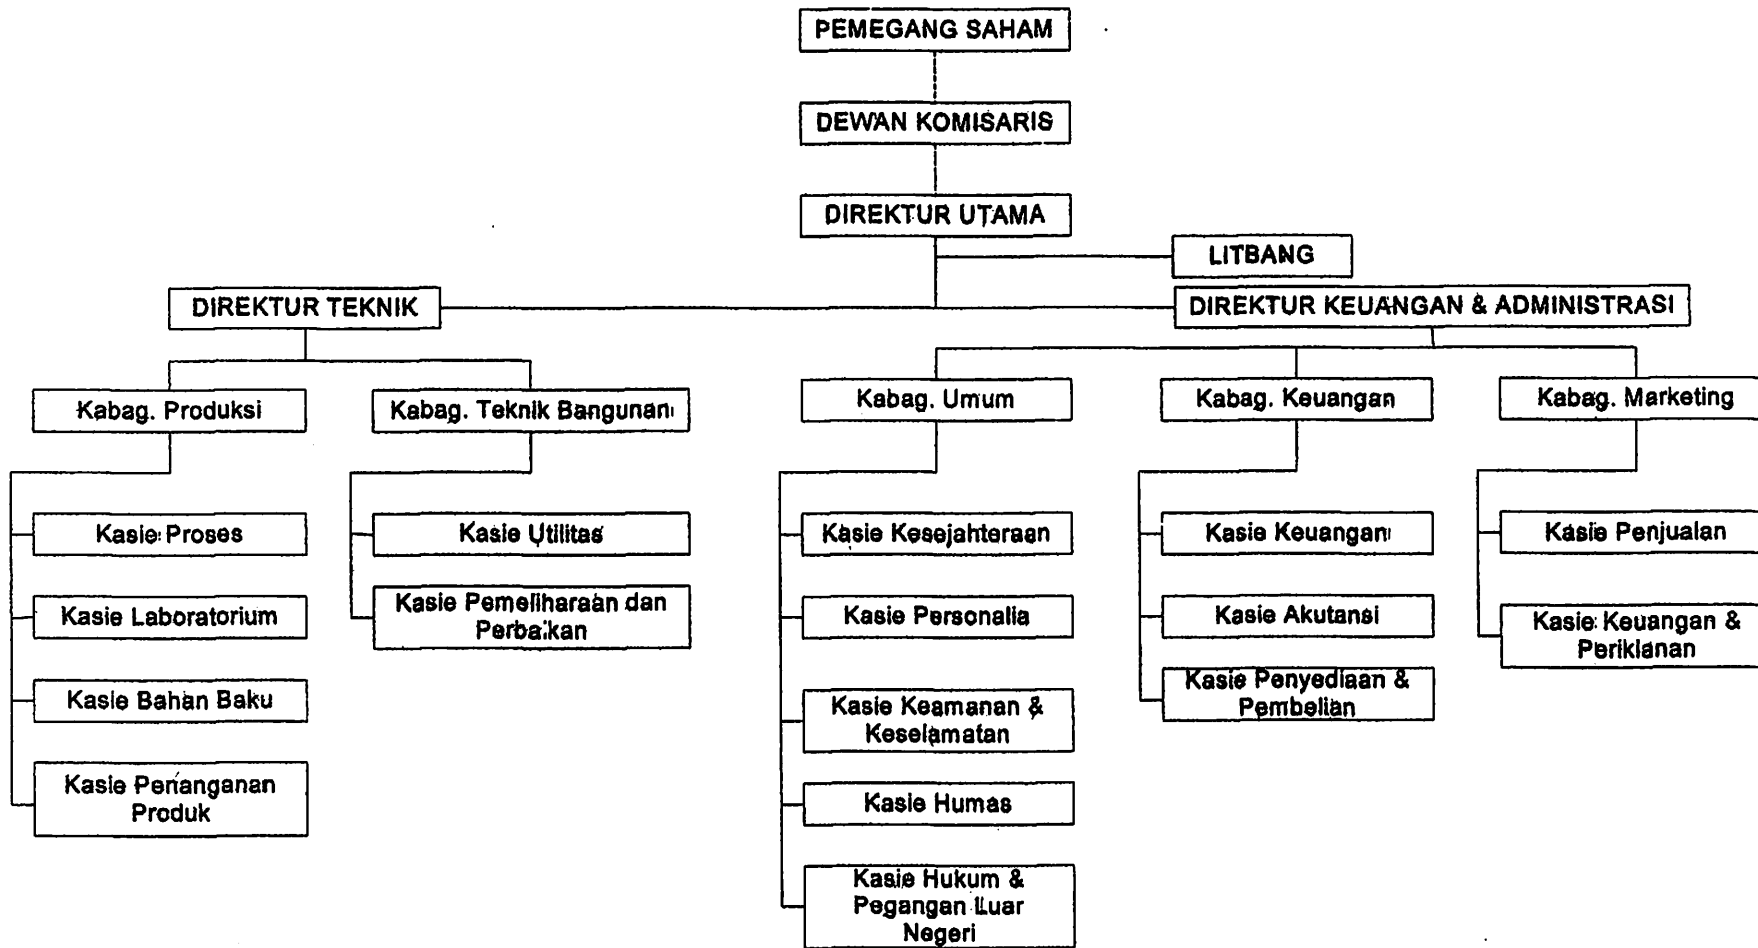 PEMEGANG SAHAM
DEWAN KOMISARIS
DIREKTUR UTAMA
LITBANG
DIREKTUR TEKNIK
DIREKTUR KEUANGAN & ADMINISTRASI
Kabag. Produksi
Kabag. Teknik Bangunan
Kabag. Umum
Kabag. Keuangan
Kabag. Marketing
Kasie Proses
Kasie Laboratorium
Kasie Bahan Baku
Kasie Penanganan
Produk
Kasie Utilitas
Kasie Pemeliharaan dan
Perbaikan
Kasie Kesejahteraan
Kasie Personalia
Kasie Keamanan &
Keselamatan
Kasie Humas
Kasie Hukum &
Pegangan Luar
Negeri
Kasie Keuangan
Kasie Akutansi
Kasie Penyediaan &
Pembelian
Kasie Penjualan
Kasie Keuangan &
Periklanan